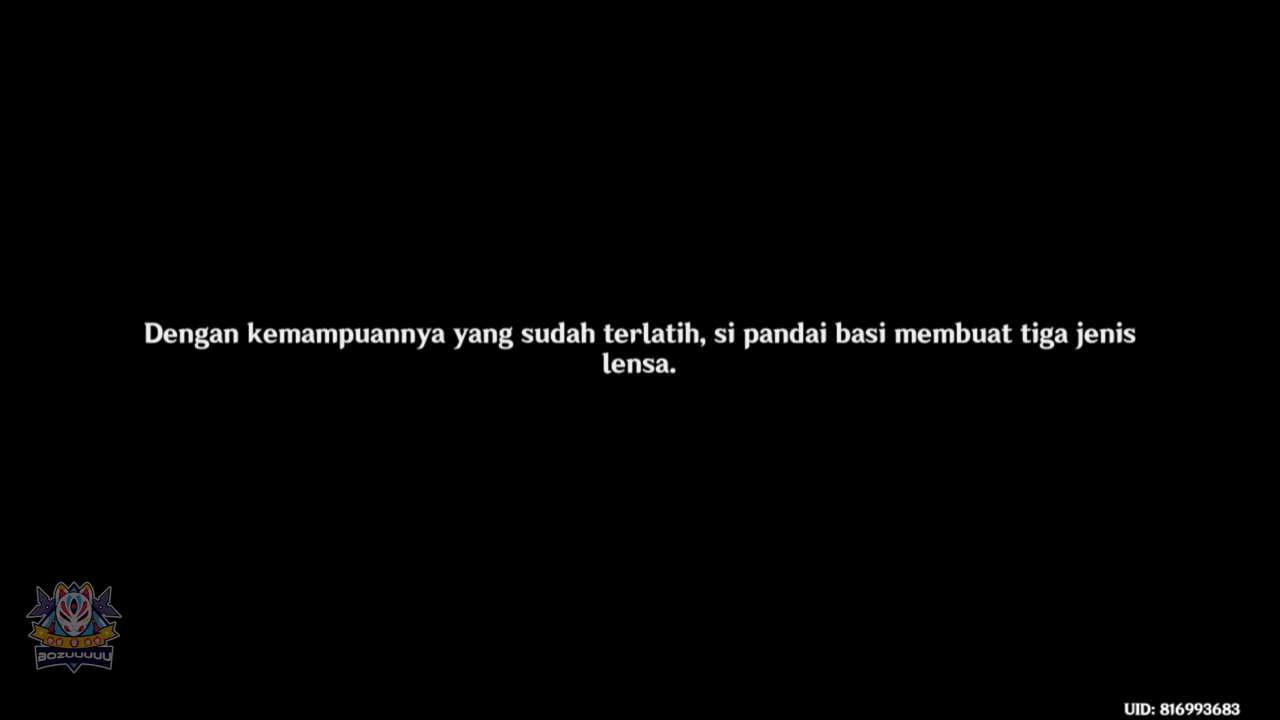 Dengan kemampuannya yang sudah terlatih, si pandai basi membuat tiga jenis
lensa.
BOZUUUUU
UID: 816993683